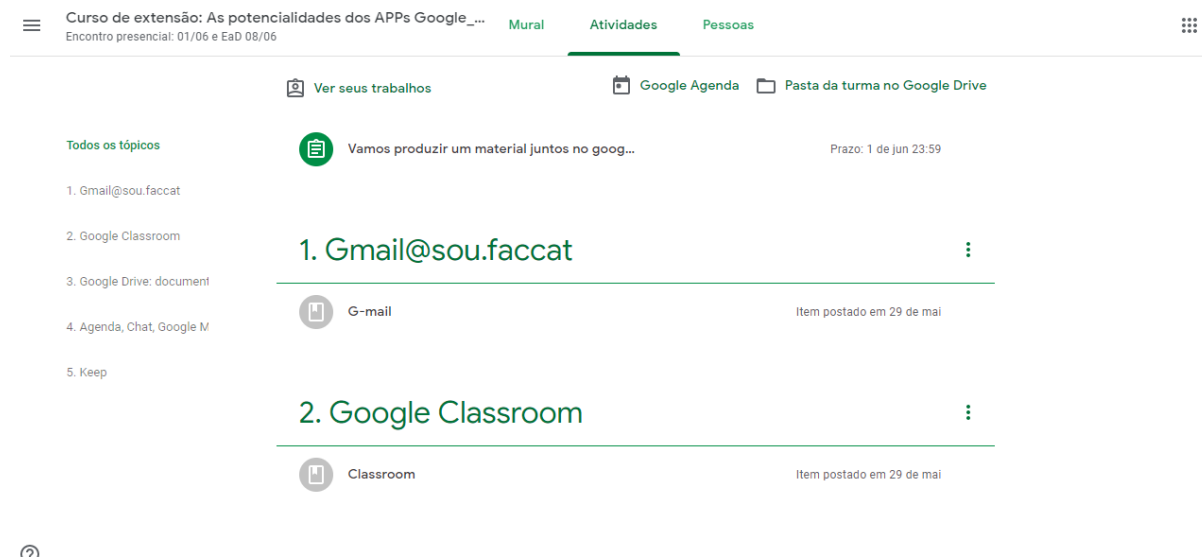 Curso de extensão: As potencialidades dos APPs Google_...
Encontro presencial: 01/06 e EaD 08/06
Mural
Atividades
Pessoas
Ver seus trabalhos
Google Agenda
Pasta da turma no Google Drive
Todos os tópicos
1. Gmail@sou.faccat
2. Google Classroom
3. Google Drive: document
4. Agenda, Chat, Google M
5. Keep
Vamos produzir um material juntos no goog...
Prazo: 1 de jun 23:59
1. Gmail@sou.faccat
G-mail
Item postado em 29 de mai
2. Google Classroom
Classroom
Item postado em 29 de mai